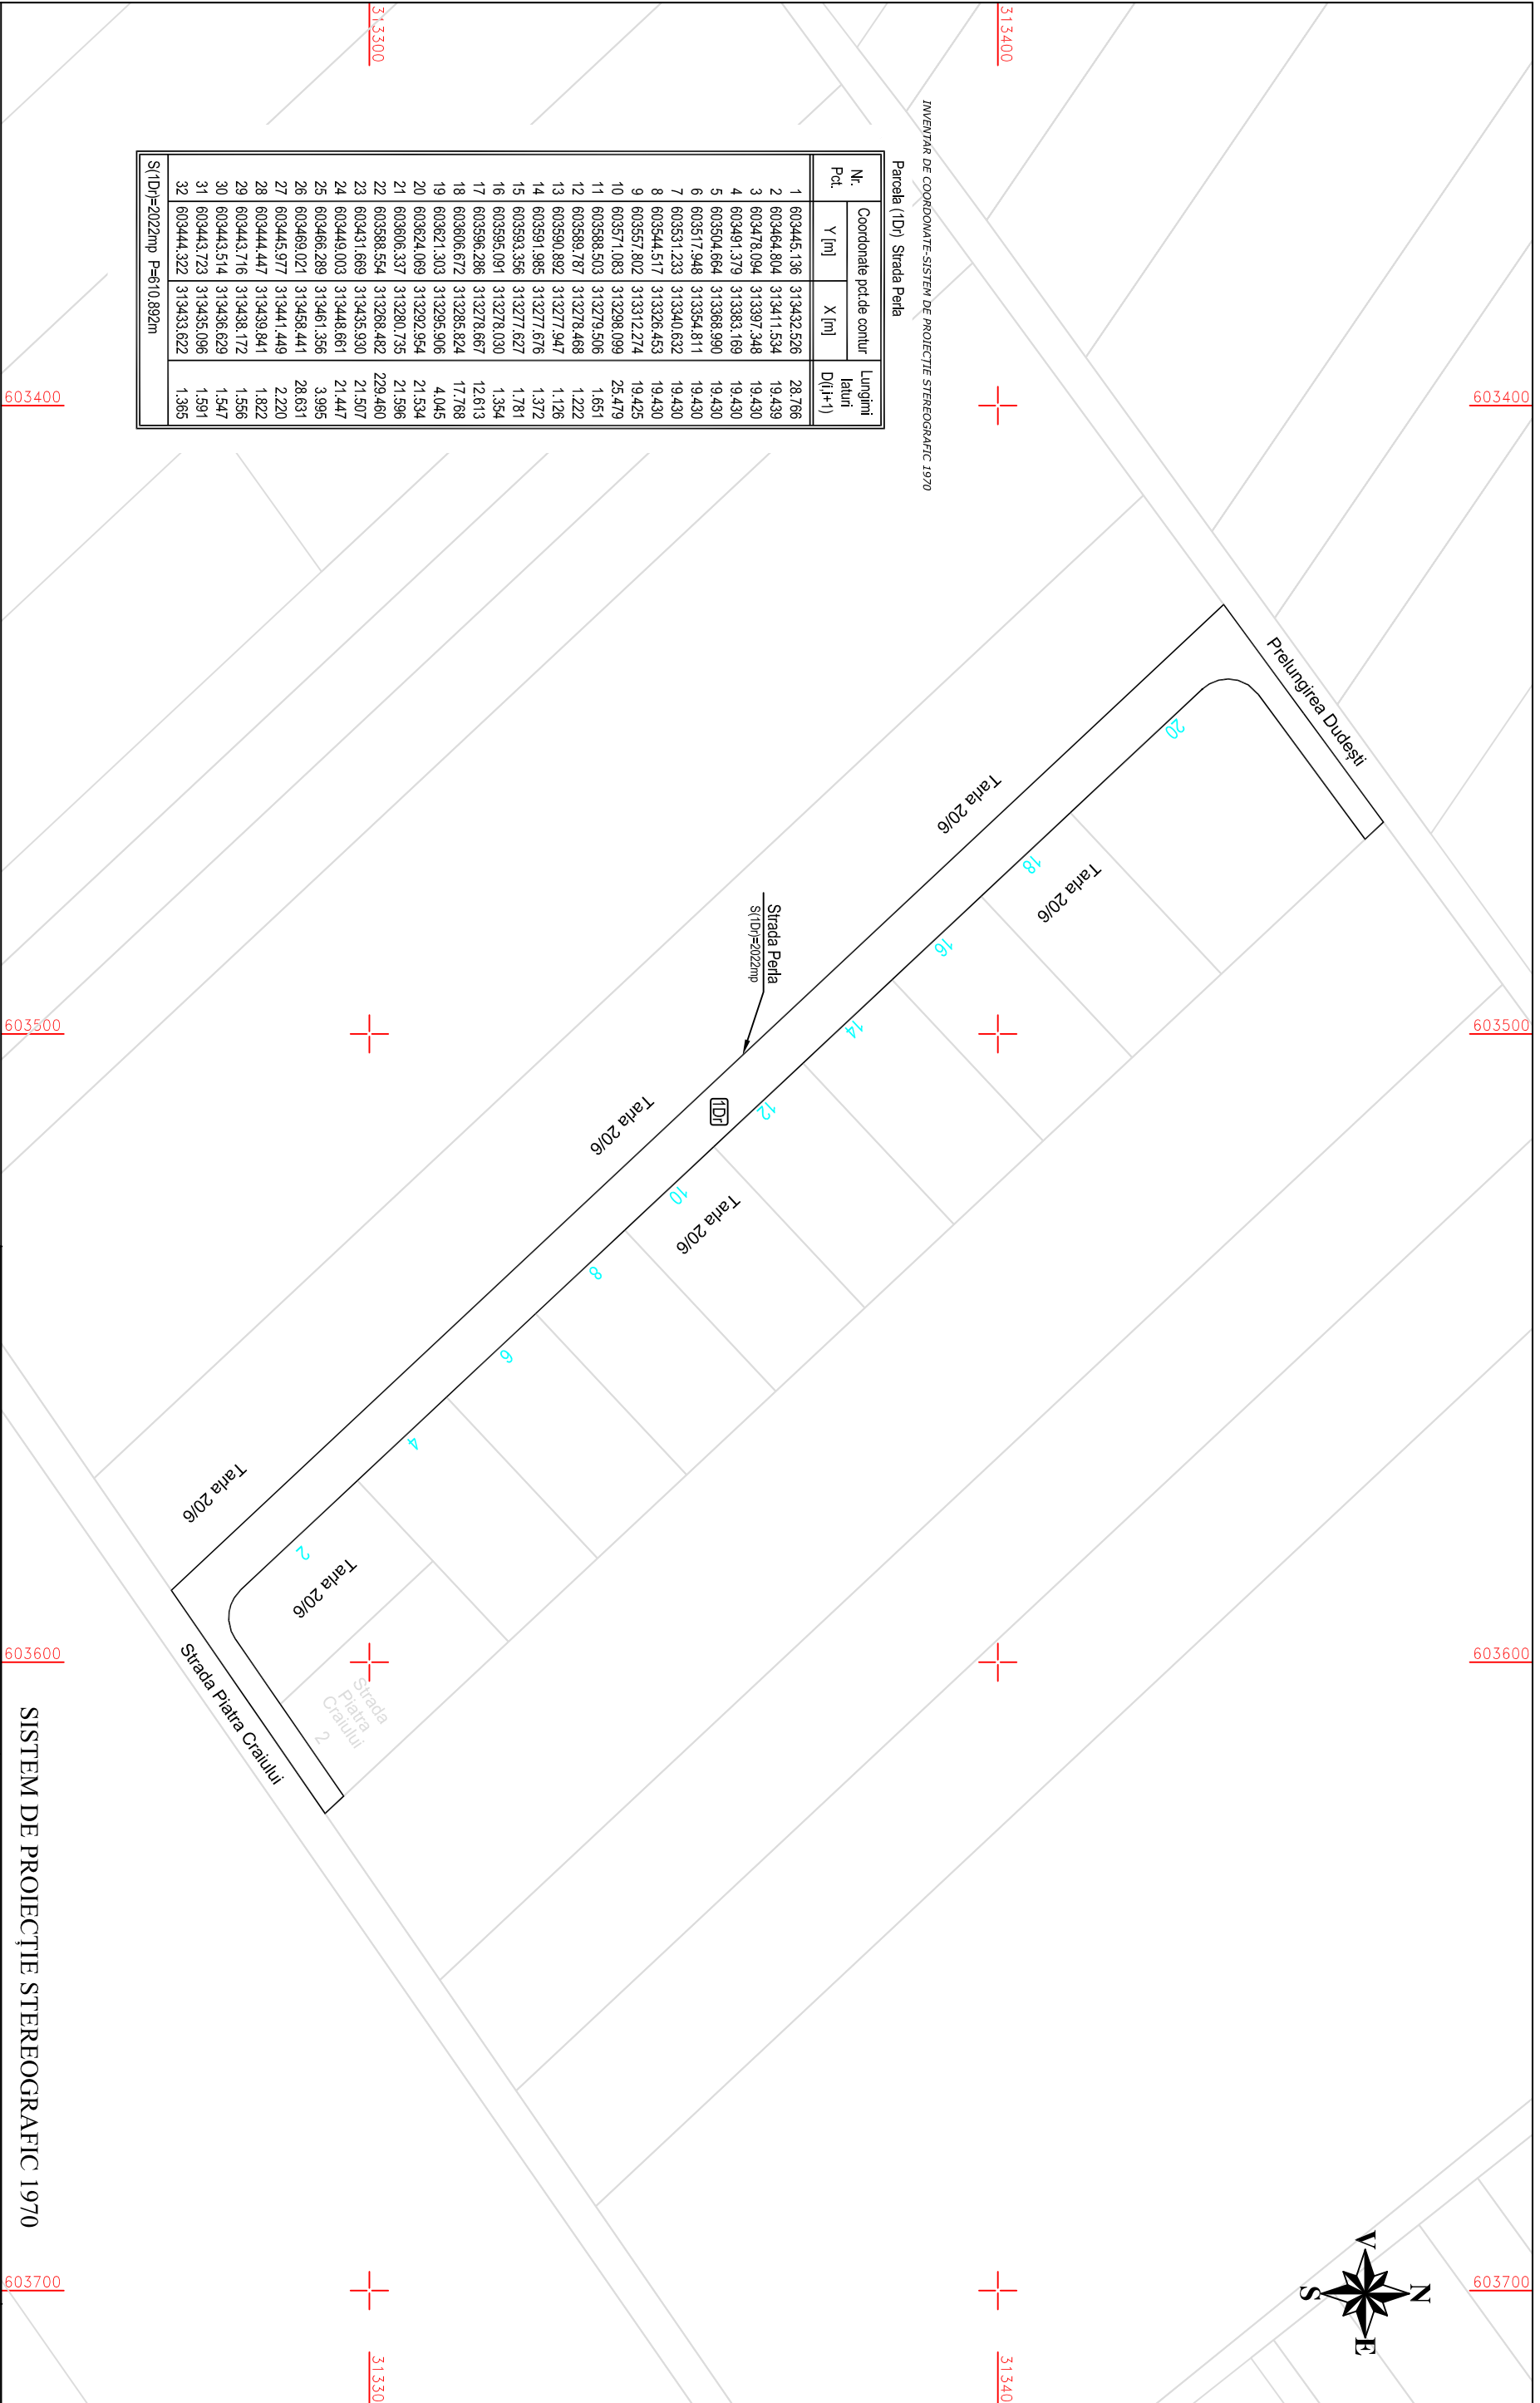 INVENTAR DE COORDONATE-SISTEM DE PROIECȚIE STEREOGRAFIC 1970
Parcela (1Dr) Strada Perla
Nr. Pct. Coordonate pct.de contur Lungimi laturi D(i,i+1)
Y [m] X [m]
1 603445.136 313432.526 28.766
2 603464.804 313411.534 19.439
3 603478.094 313397.348 19.430
4 603491.379 313383.169 19.430
5 603504.664 313368.990 19.430
6 603517.948 313354.811 19.430
7 603531.233 313340.632 19.430
8 603544.517 313326.453 19.430
9 603557.802 313312.274 19.425
10 603571.083 313298.099 25.479
11 603588.503 313279.506 1.651
12 603589.787 313278.468 1.222
13 603590.892 313277.947 1.126
14 603591.985 313277.676 1.372
15 603593.356 313277.627 1.781
16 603595.091 313278.030 1.354
17 603596.286 313278.667 12.613
18 603606.672 313285.824 17.768
19 603621.303 313295.906 4.045
20 603624.069 313292.954 21.534
21 603606.337 313280.735 21.596
22 603588.554 313268.482 229.460
23 603431.669 313435.930 21.507
24 603449.003 313448.661 21.447
25 603466.289 313461.356 3.995
26 603469.021 313458.441 28.631
27 603445.977 313441.449 2.220
28 603444.447 313439.841 1.822
29 603443.716 313438.172 1.556
30 603443.514 313436.629 1.547
31 603443.723 313435.096 1.591
32 603444.322 313433.622 1.365
S(1Dr)=2022mp P=610.892m
313300
313400
603400
603400
603500
603500
603600
603600
603700
603700
31330
31340
Prelungirea Dudești
20
Tarla 20/6
18
Tarla 20/6
16
14
Strada Perla
S(1Dr)=2022mp
1Dr
12
Tarla 20/6
10
Tarla 20/6
8
6
4
Tarla 20/6
2
Tarla 20/6
Strada
Piatra
Craiului
2
Strada Piatra Craiului
N
V
E
S
SISTEM DE PROIECȚIE STEREOGRAFIC 1970